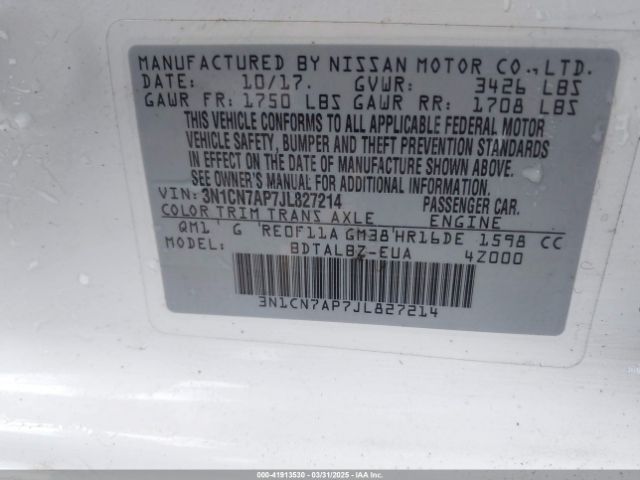 MANUFACTURED BY NISSAN MOTOR CO.,LTD.
DATE: 10/17. GVWR: 3426 LBS
GAWR FR: 1750 LBS GAWR RR: 1708 LBS
THIS VEHICLE CONFORMS TO ALL APPLICABLE FEDERAL MOTOR
VEHICLE SAFETY, BUMPER AND THEFT PREVENTION STANDARDS
IN EFFECT ON THE DATE OF MANUFACTURE SHOWN ABOVE.
SEE OWNER'S MANUAL FOR ADDITIONAL INFORMATION.
VIN: 3N1CN7AP7JL827214 PASSENGER CAR.
COLOR TRIM TRANS AXLE ENGINE
QM1 G RE0F11A GM38 HR16DE 1598 CC
MODEL: BDTALBZ-EUA 4Z000
3N1CN7AP7JL827214
000-41913530 - 03/31/2025 - Copyright © IAA, LLC